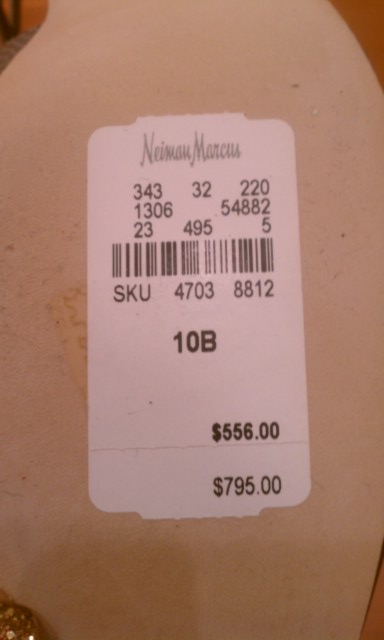 Neiman Marcus
343 32 220
1306 54882
23 495 5
SKU 4703 8812
10B
$556.00
$795.00